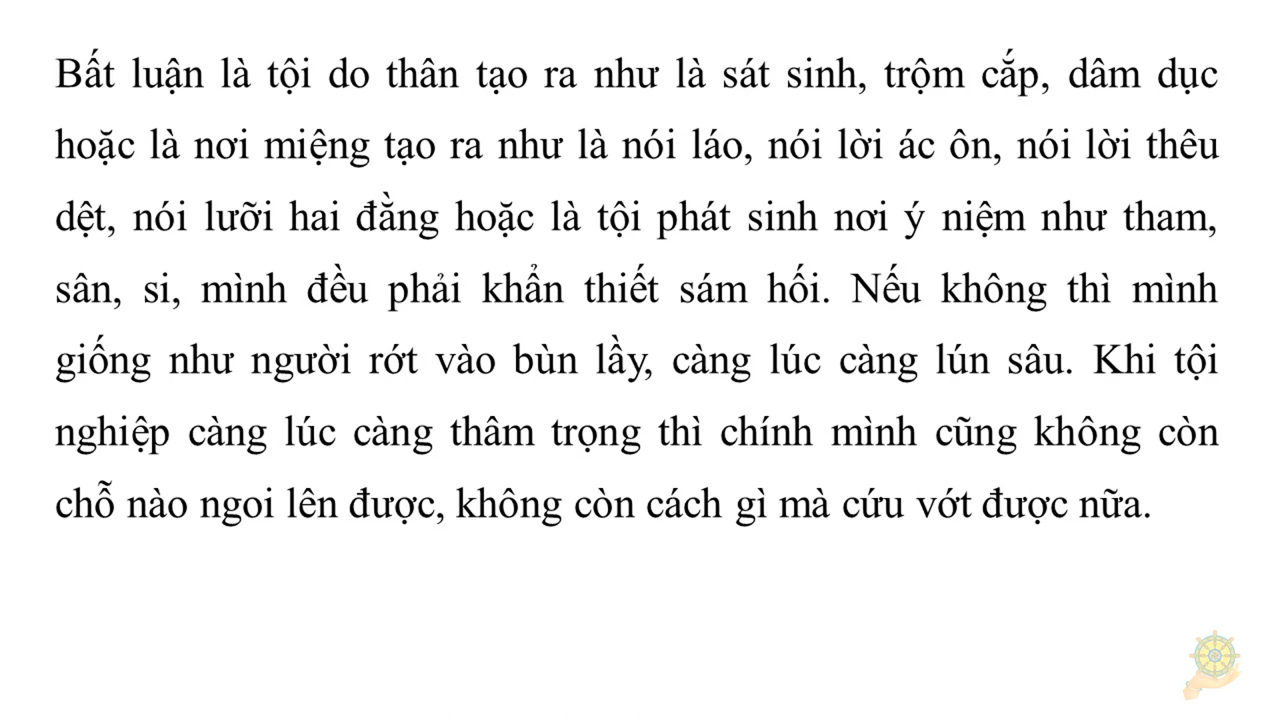 Bất luận là tội do thân tạo ra như là sát sinh, trộm cắp, dâm dục
hoặc là nơi miệng tạo ra như là nói láo, nói lời ác ôn, nói lời thêu
dệt, nói lưỡi hai đằng hoặc là tội phát sinh nơi ý niệm như tham,
sân, si, mình đều phải khẩn thiết sám hối. Nếu không thì mình
giống như người rớt vào bùn lầy, càng lúc càng lún sâu. Khi tội
nghiệp càng lúc càng thâm trọng thì chính mình cũng không còn
chỗ nào ngoi lên được, không còn cách gì mà cứu vớt được nữa.